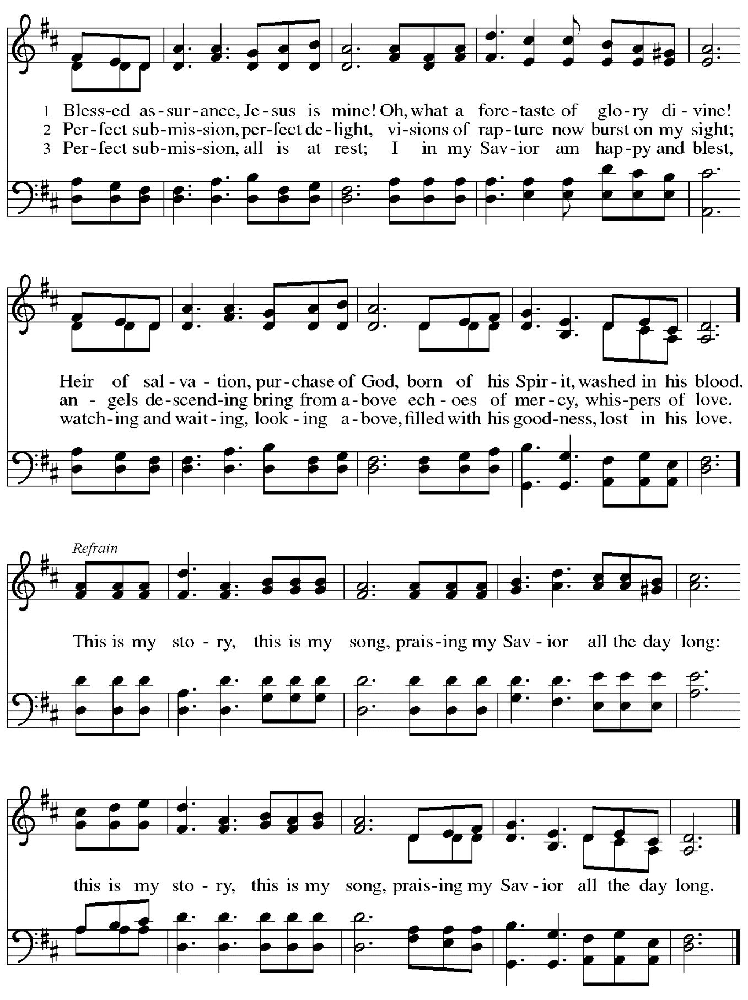 1 Bless-ed as-sur-ance, Je-sus is mine! Oh, what a fore-taste of glo-ry di-vine!
2 Per-fect sub-mis-sion, per-fect de-light, vi-sions of rap-ture now burst on my sight;
3 Per-fect sub-mis-sion, all is at rest; I in my Sav-ior am hap-py and blest,
Heir of sal-va-tion, pur-chase of God, born of his Spir-it, washed in his blood.
an-gels de-scend-ing bring from a-bove ech-oes of mer-cy, whis-pers of love.
watch-ing and wait-ing, look-ing a-bove, filled with his good-ness, lost in his love.
Refrain
This is my sto-ry, this is my song, prais-ing my Sav-ior all the day long:
this is my sto-ry, this is my song, prais-ing my Sav-ior all the day long.